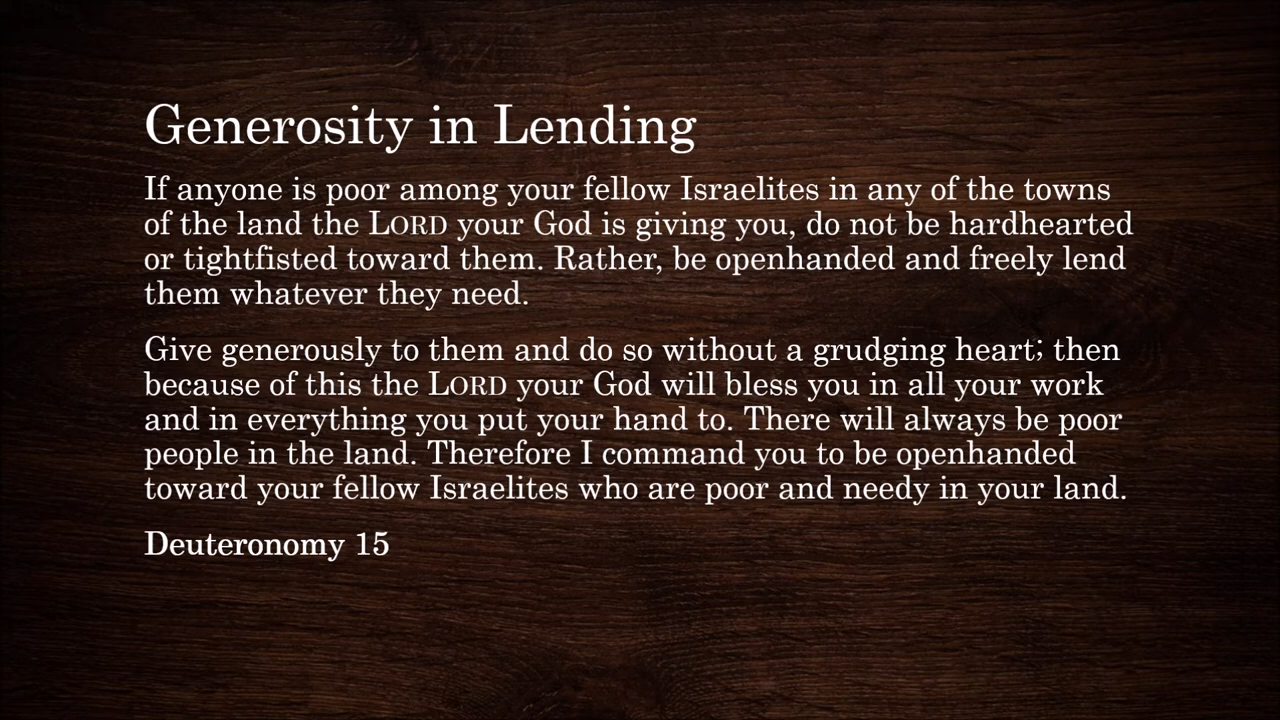 Generosity in Lending
If anyone is poor among your fellow Israelites in any of the towns
of the land the LORD your God is giving you, do not be hardhearted
or tightfisted toward them. Rather, be openhanded and freely lend
them whatever they need.
Give generously to them and do so without a grudging heart; then
because of this the LORD your God will bless you in all your work
and in everything you put your hand to. There will always be poor
people in the land. Therefore I command you to be openhanded
toward your fellow Israelites who are poor and needy in your land.
Deuteronomy 15